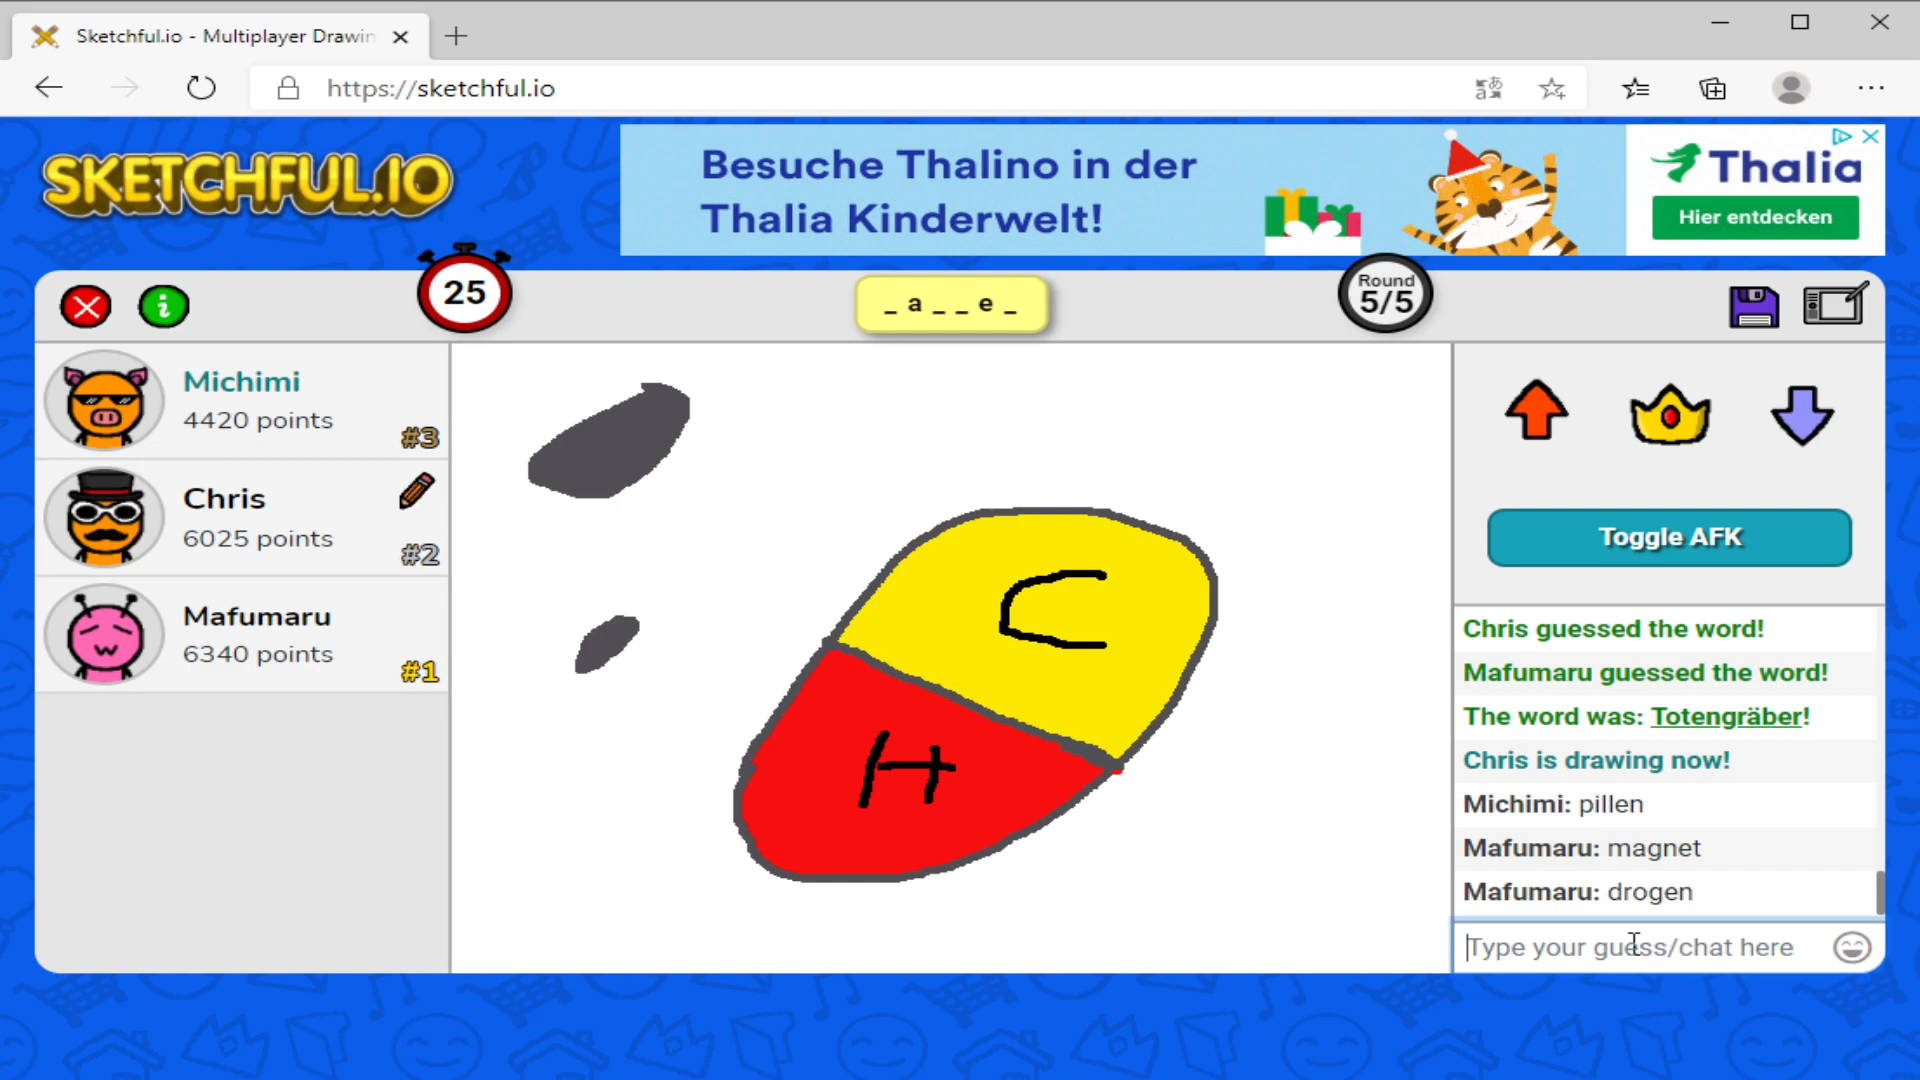 Sketchful.io - Multiplayer Drawin
https://sketchful.io
SKETCHFUL.IO
Besuche Thalino in der
Thalia Kinderwelt!
Thalia
Hier entdecken
25
_ a _ _ e _
Round
5/5
Michimi
4420 points
#3
Chris
6025 points
#2
Mafumaru
6340 points
#1
C
H
Toggle AFK
Chris guessed the word!
Mafumaru guessed the word!
The word was: Totengräber!
Chris is drawing now!
Michimi: pillen
Mafumaru: magnet
Mafumaru: drogen
Type your guess/chat here